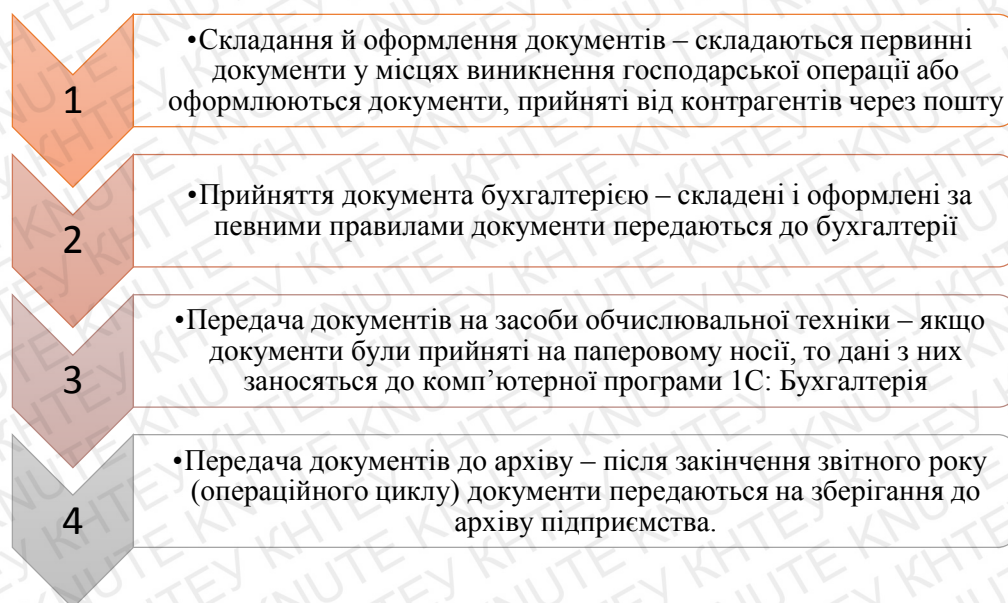 1
•Складання й оформлення документів – складаються первинні
документи у місцях виникнення господарської операції або
оформлюються документи, прийняті від контрагентів через пошту
2
•Прийняття документа бухгалтерією – складені і оформлені за
певними правилами документи передаються до бухгалтерії
3
•Передача документів на засоби обчислювальної техніки – якщо
документи були прийняті на паперовому носії, то дані з них
заносяться до комп’ютерної програми 1С: Бухгалтерія
4
•Передача документів до архіву – після закінчення звітного року
(операційного циклу) документи передаються на зберігання до
архіву підприємства.